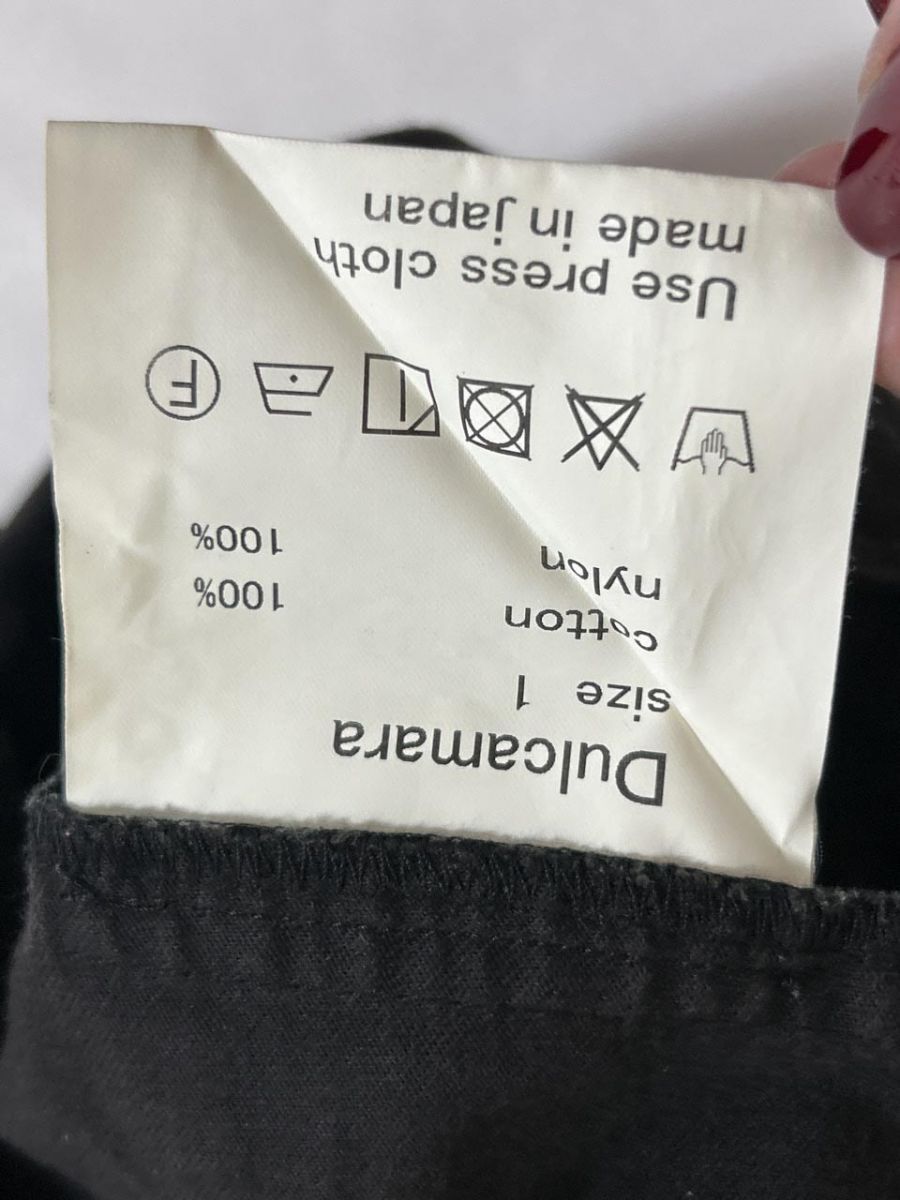 Dulcamara
size 1
cotton 100%
nylon 100%
F
Use press cloth
made in japan